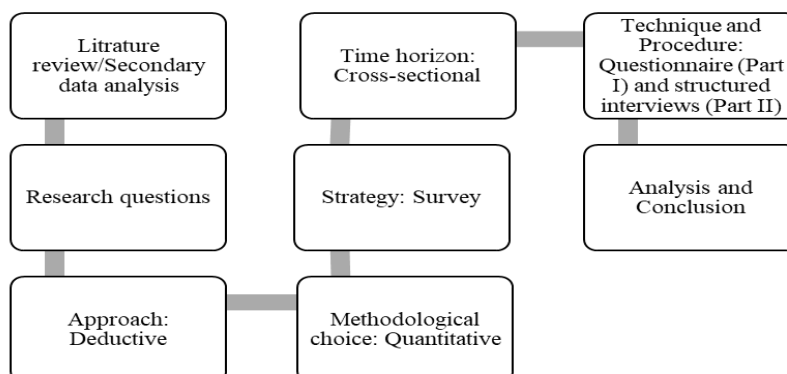 Litrature
review/Secondary
data analysis
Research questions
Approach:
Deductive
Methodological
choice: Quantitative
Strategy: Survey
Time horizon:
Cross-sectional
Technique and
Procedure:
Questionnaire (Part
I) and structured
interviews (Part II)
Analysis and
Conclusion